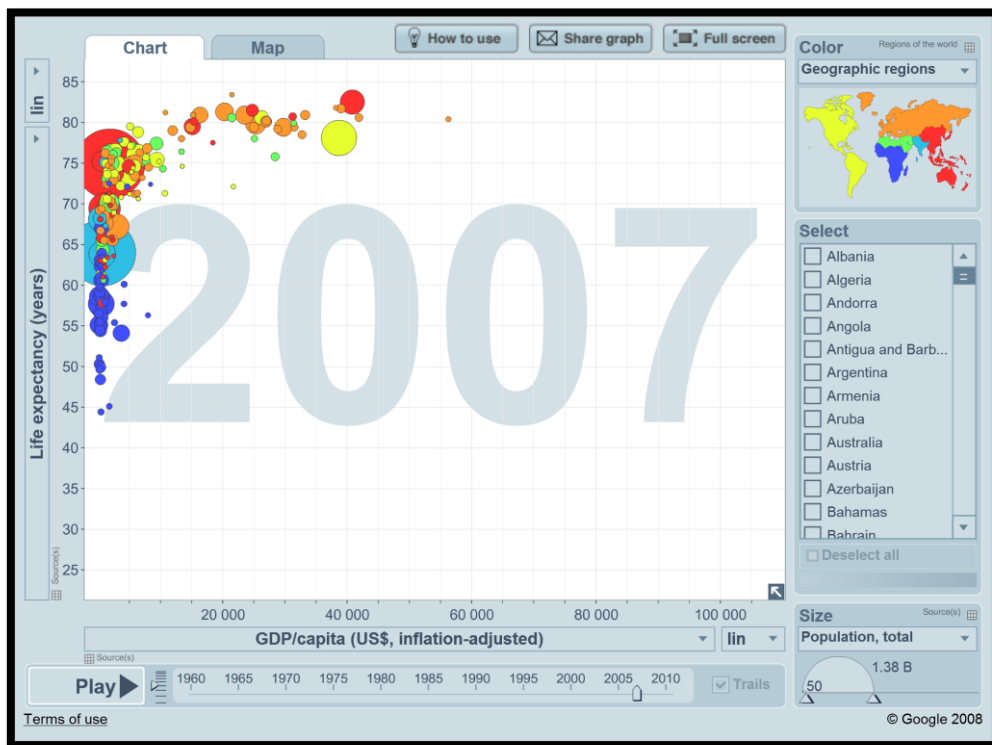 Chart
Map
How to use
Share graph
Full screen
Color
Regions of the world
Geographic regions
lin
Life expectancy (years)
Source(s)
85
80
75
70
65
60
55
50
45
40
35
30
25
2007
20 000
40 000
60 000
80 000
100 000
GDP/capita (US$, inflation-adjusted)
lin
Source(s)
Select
Albania
Algeria
Andorra
Angola
Antigua and Barb...
Argentina
Armenia
Aruba
Australia
Austria
Azerbaijan
Bahamas
Bahrain
Deselect all
Size
Source(s)
Population, total
1.38 B
50
Play
1960 1965 1970 1975 1980 1985 1990 1995 2000 2005 2010
Trails
Terms of use
© Google 2008